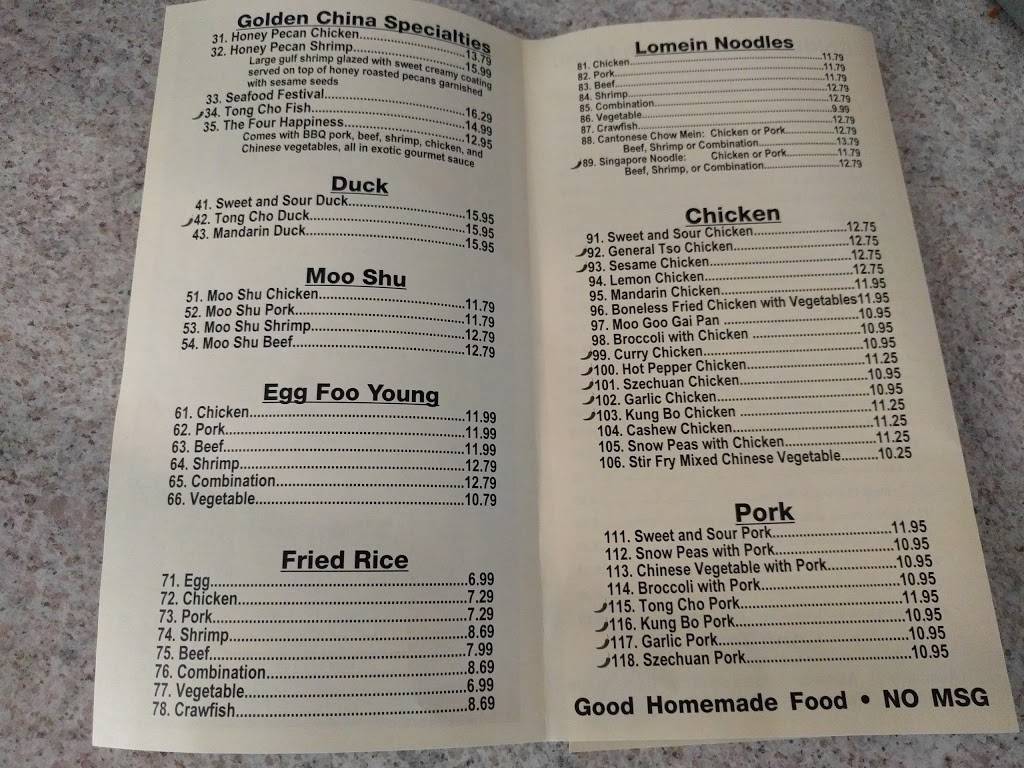 Golden China Specialties
31. Honey Pecan Chicken...........................13.79
32. Honey Pecan Shrimp...........................15.99
Large gulf shrimp glazed with sweet creamy coating
served on top of honey roasted pecans garnished
with sesame seeds
33. Seafood Festival...........................16.29
34. Tong Cho Fish...........................14.99
35. The Four Happiness...........................12.95
Comes with BBQ pork, beef, shrimp, chicken, and
Chinese vegetables, all in exotic gourmet sauce
Duck
41. Sweet and Sour Duck...........................15.95
42. Tong Cho Duck...........................15.95
43. Mandarin Duck...........................15.95
Moo Shu
51. Moo Shu Chicken...........................11.79
52. Moo Shu Pork...........................11.79
53. Moo Shu Shrimp...........................12.79
54. Moo Shu Beef...........................12.79
Egg Foo Young
61. Chicken...........................11.99
62. Pork...........................11.99
63. Beef...........................11.99
64. Shrimp...........................12.79
65. Combination...........................12.79
66. Vegetable...........................10.79
Fried Rice
71. Egg...........................6.99
72. Chicken...........................7.29
73. Pork...........................7.29
74. Shrimp...........................8.69
75. Beef...........................7.99
76. Combination...........................8.69
77. Vegetable...........................6.99
78. Crawfish...........................8.69
Lomein Noodles
81. Chicken...........................11.79
82. Pork...........................11.79
83. Beef...........................11.79
84. Shrimp...........................12.79
85. Combination...........................12.79
86. Vegetable...........................9.99
87. Crawfish...........................12.79
88. Cantonese Chow Mein: Chicken or Pork...................12.79
Beef, Shrimp or Combination...................13.79
89. Singapore Noodle: Chicken or Pork...................11.79
Beef, Shrimp, or Combination...................12.79
Chicken
91. Sweet and Sour Chicken...........................12.75
92. General Tso Chicken...........................12.75
93. Sesame Chicken...........................12.75
94. Lemon Chicken...........................12.75
95. Mandarin Chicken...........................11.95
96. Boneless Fried Chicken with Vegetables11.95
97. Moo Goo Gai Pan ...........................10.95
98. Broccoli with Chicken ...........................10.95
99. Curry Chicken...........................10.95
100. Hot Pepper Chicken...........................11.25
101. Szechuan Chicken...........................10.95
102. Garlic Chicken...........................10.95
103. Kung Bo Chicken ...........................11.25
104. Cashew Chicken...........................11.25
105. Snow Peas with Chicken...........................11.25
106. Stir Fry Mixed Chinese Vegetable..........10.25
Pork
111. Sweet and Sour Pork...........................11.95
112. Snow Peas with Pork...........................10.95
113. Chinese Vegetable with Pork.................10.95
114. Broccoli with Pork...........................10.95
115. Tong Cho Pork...........................11.95
116. Kung Bo Pork...........................10.95
117. Garlic Pork...........................10.95
118. Szechuan Pork...........................10.95
Good Homemade Food • NO MSG